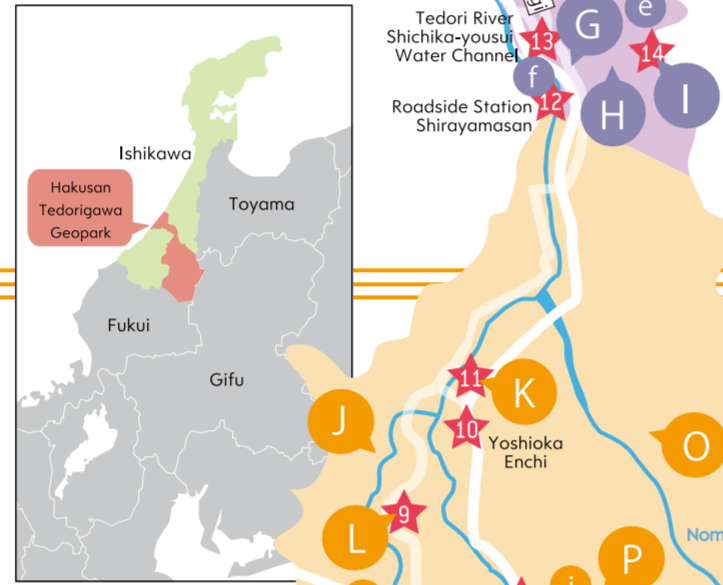 Ishikawa
Hakusan
Tedorigawa
Geopark
Toyama
Fukui
Gifu
Tedori River
Shichika-yousui
Water Channel
13
G
e
14
f
I
H
Roadside Station
Shirayamasan
12
11
K
J
10
Yoshioka
Enchi
O
9
L
P
i